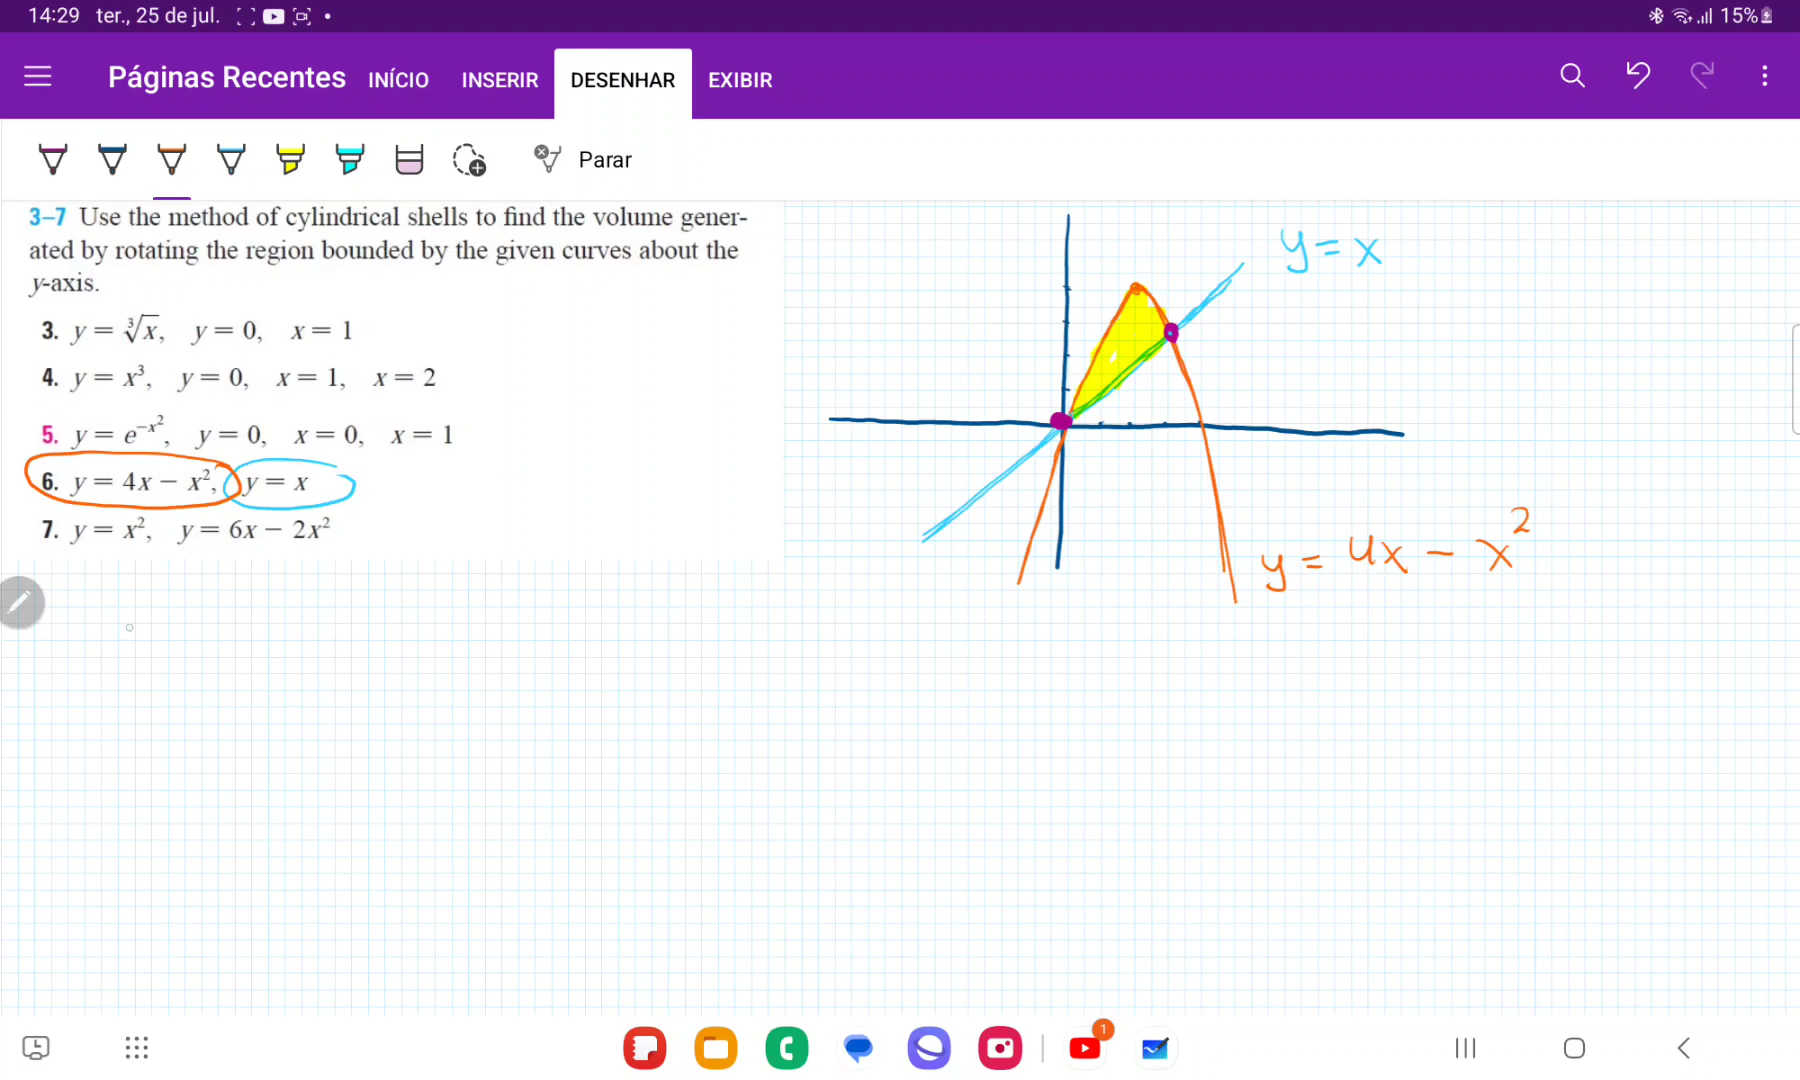 14:29 ter., 25 de jul. 15%
Páginas Recentes INÍCIO INSERIR DESENHAR EXIBIR
Parar
3–7 Use the method of cylindrical shells to find the volume gener-
ated by rotating the region bounded by the given curves about the
y-axis.
3. y = ∛x, y = 0, x = 1
4. y = x³, y = 0, x = 1, x = 2
5. y = e^{-x²}, y = 0, x = 0, x = 1
6. y = 4x − x², y = x
7. y = x², y = 6x − 2x²
y = x
y = 4x − x²
1